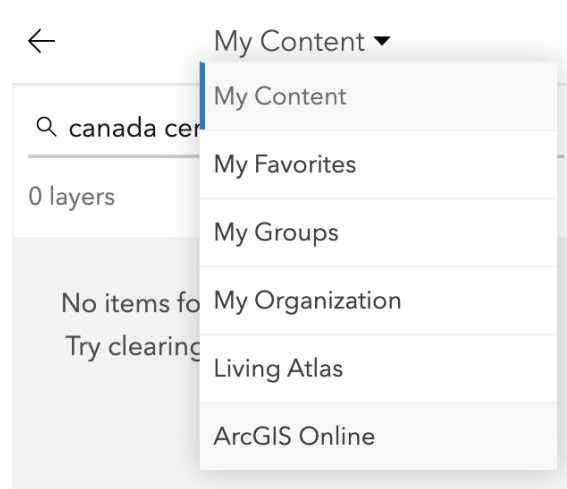 My Content
My Content
canada cer
My Favorites
0 layers
My Groups
No items fo
My Organization
Try clearing
Living Atlas
ArcGIS Online